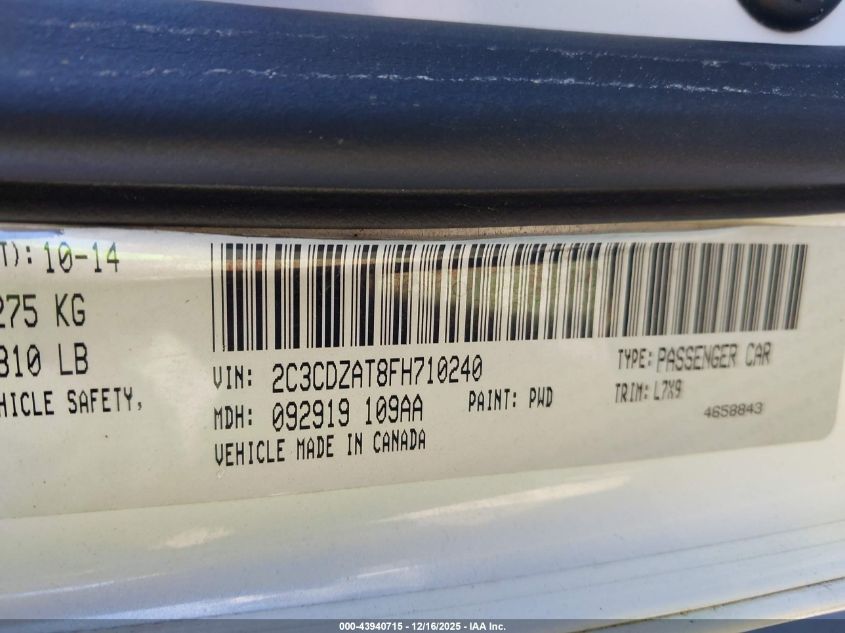 T): 10-14
275 KG
310 LB
HICLE SAFETY,
VIN: 2C3CDZAT8FH710240
MDH: 092919 109AA
PAINT: PWD
VEHICLE MADE IN CANADA
TYPE: PASSENGER CAR
TRIM: L7X9
4658843
000-43940715 - 12/16/2025 - IAA Inc.